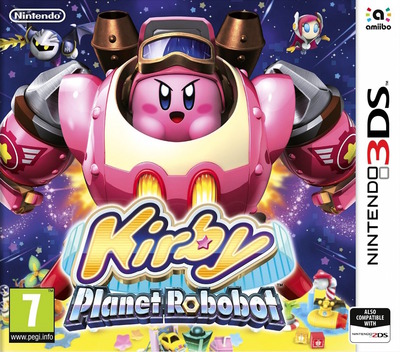 Nintendo
amiibo
NINTENDO 3DS
Kirby
Planet Robobot
7
www.pegi.info
ALSO
COMPATIBLE
WITH
NINTENDO 2DS